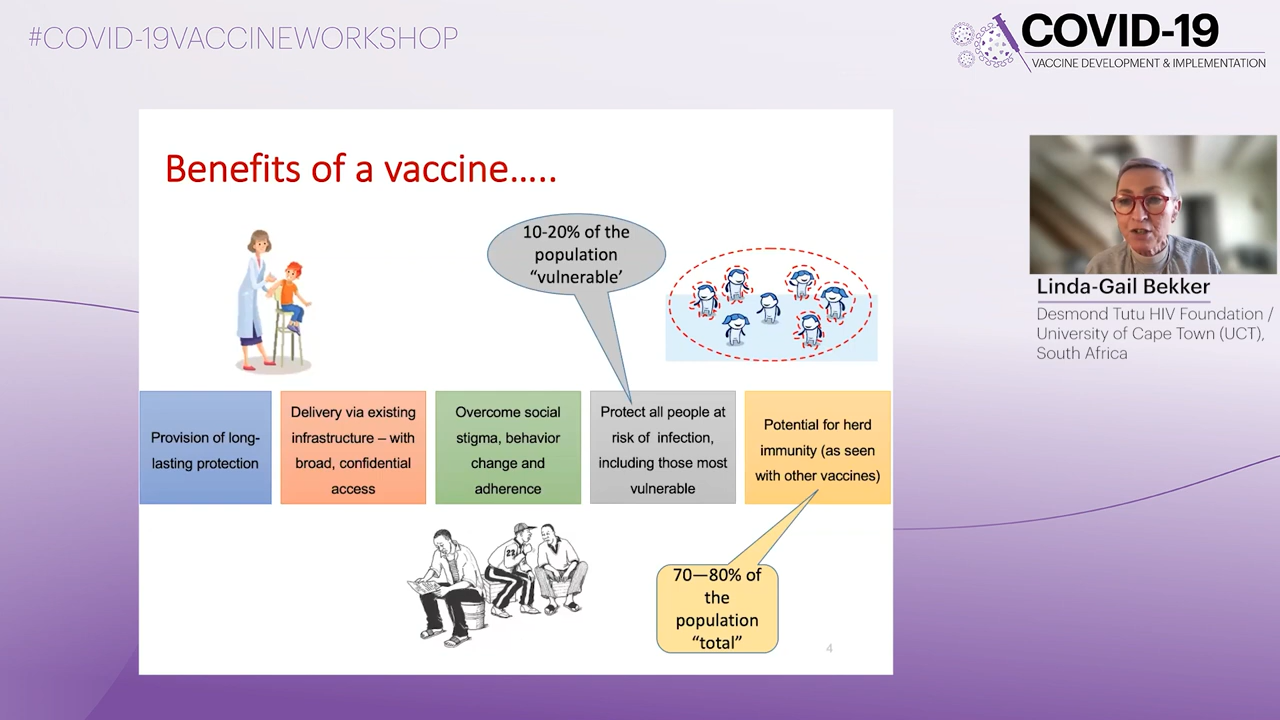 #COVID-19VACCINEWORKSHOP
COVID-19
VACCINE DEVELOPMENT & IMPLEMENTATION
Benefits of a vaccine…..
10-20% of the
population
“vulnerable’
Provision of long-
lasting protection
Delivery via existing
infrastructure – with
broad, confidential
access
Overcome social
stigma, behavior
change and
adherence
Protect all people at
risk of infection,
including those most
vulnerable
Potential for herd
immunity (as seen
with other vaccines)
70—80% of
the
population
“total”
4
22
Linda-Gail Bekker
Desmond Tutu HIV Foundation /
University of Cape Town (UCT),
South Africa